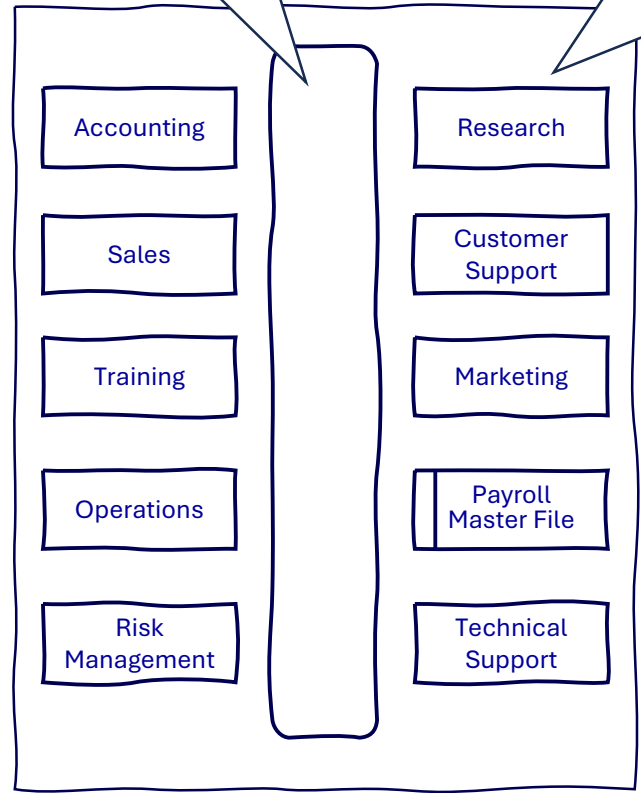 Accounting
Research
Sales
Customer
Support
Training
Marketing
Operations
Payroll
Master File
Risk
Management
Technical
Support